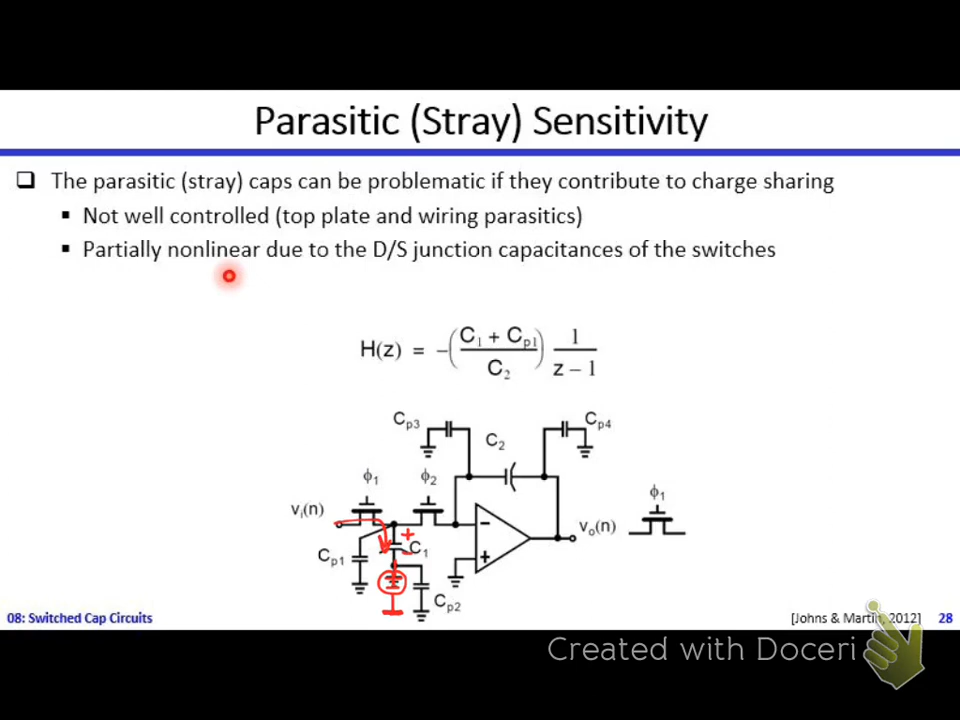 Parasitic (Stray) Sensitivity
❑ The parasitic (stray) caps can be problematic if they contribute to charge sharing
▪ Not well controlled (top plate and wiring parasitics)
▪ Partially nonlinear due to the D/S junction capacitances of the switches
H(z) = -((C1 + Cp1)/C2) 1/(z − 1)
Cp3 C2 Cp4
ϕ1 ϕ2 ϕ1
vi(n) − vo(n)
+ C1 +
Cp1
Cp2
08: Switched Cap Circuits [Johns & Martin, 2012] 28
Created with Doceri